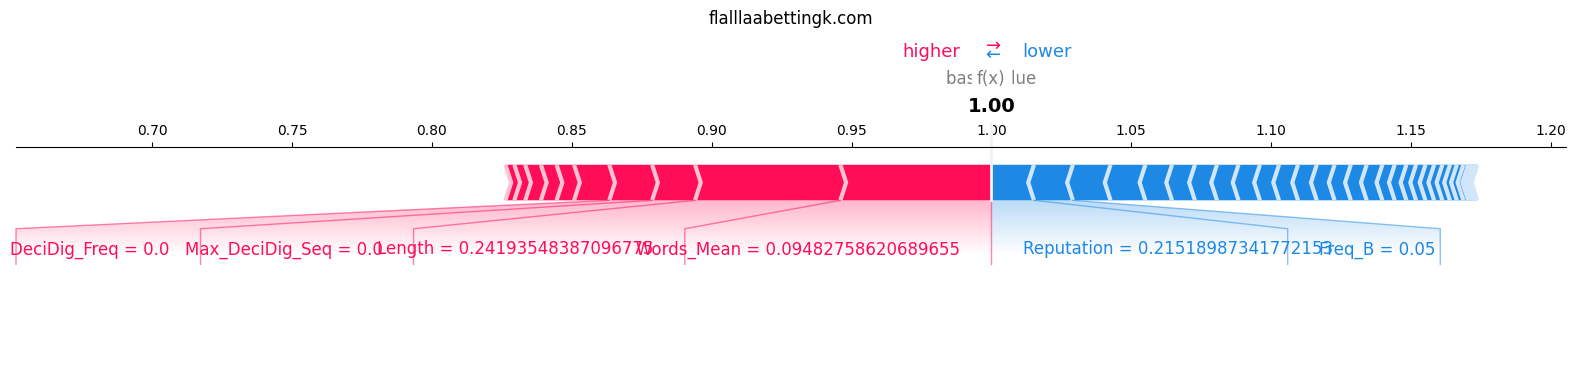 flalllaabettingk.com
higher → ← lower
bas f(x) lue
1.00
0.70 0.75 0.80 0.85 0.90 0.95 1.00 1.05 1.10 1.15 1.20
DeciDig_Freq = 0.0 Max_DeciDig_Seq = 0.0 Length = 0.24193548387096775 Words_Mean = 0.09482758620689655 Reputation = 0.21518987341772153 Freq_B = 0.05